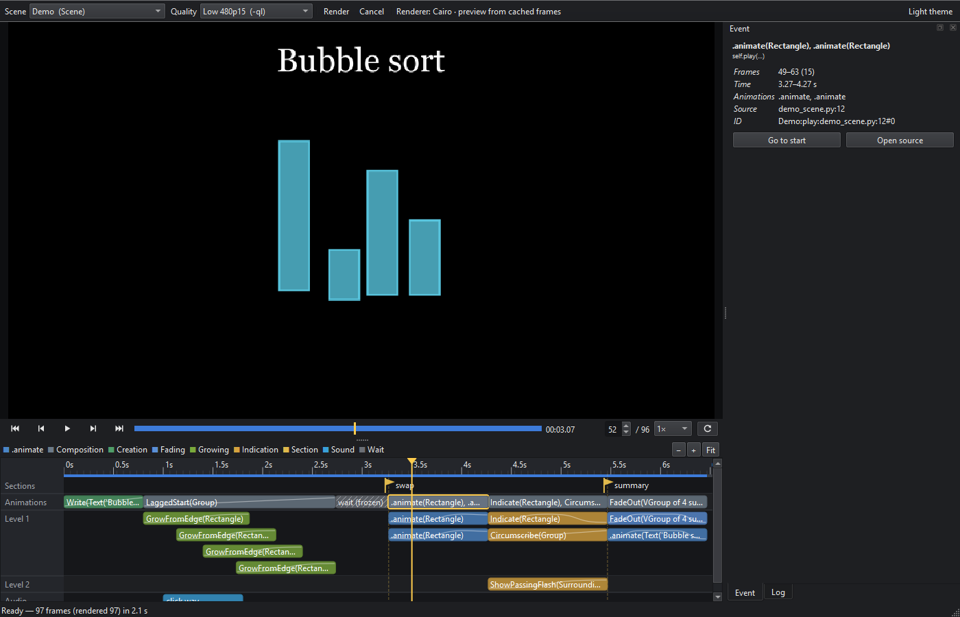 Scene Demo (Scene) Quality Low 480p15 (-ql) Render Cancel Renderer: Cairo - preview from cached frames Light theme
Bubble sort
Event
.animate(Rectangle), .animate(Rectangle)
self.play(...)
Frames 49–63 (15)
Time 3.27–4.27 s
Animations .animate, .animate
Source demo_scene.py:12
ID Demo:play:demo_scene.py:12#0
Go to start Open source
00:03.07 52 / 96 1×
.animate Composition Creation Fading Growing Indication Section Sound Wait − + Fit
0s 0.5s 1s 1.5s 2s 2.5s 3s 3.5s 4s 4.5s 5s 5.5s 6s
Sections swap summary
Animations Write(Text('Bubble... LaggedStart(Group) wait (frozen) .animate(Rectangle), .a... Indicate(Rectangle), Circums... FadeOut(VGroup of 4 su...
Level 1 GrowFromEdge(Rectangle) .animate(Rectangle) Indicate(Rectangle) FadeOut(VGroup of 4 su...
GrowFromEdge(Rectan... .animate(Rectangle) Circumscribe(Group) .animate(Text('Bubble s...
GrowFromEdge(Rectan...
GrowFromEdge(Rectan...
Level 2 ShowPassingFlash(Surroundi...
Audio click.wav
Event Log
Ready — 97 frames (rendered 97) in 2.1 s